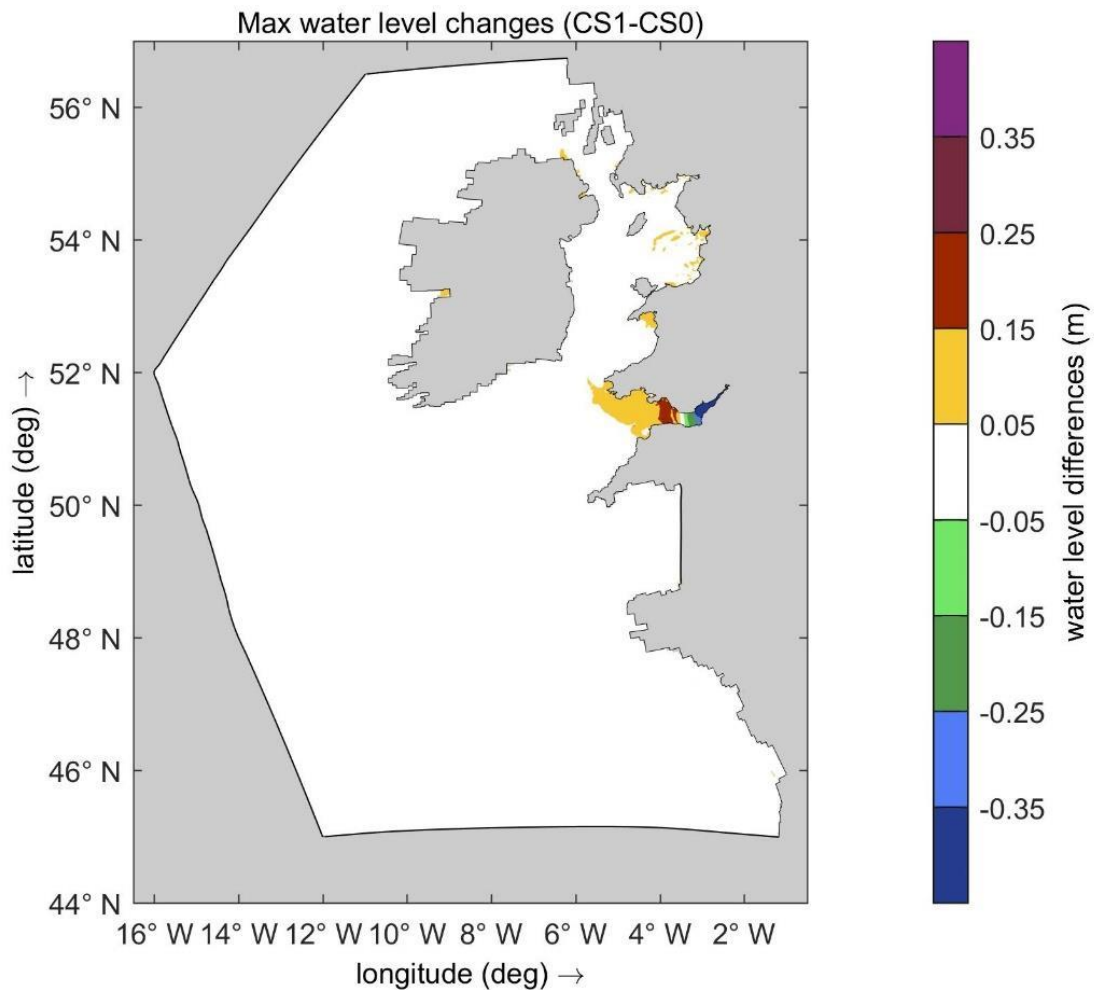 Max water level changes (CS1-CS0)
56° N
54° N
52° N
50° N
48° N
46° N
44° N
latitude (deg) →
16° W 14° W 12° W 10° W 8° W 6° W 4° W 2° W
longitude (deg) →
0.35
0.25
0.15
0.05
-0.05
-0.15
-0.25
-0.35
water level differences (m)